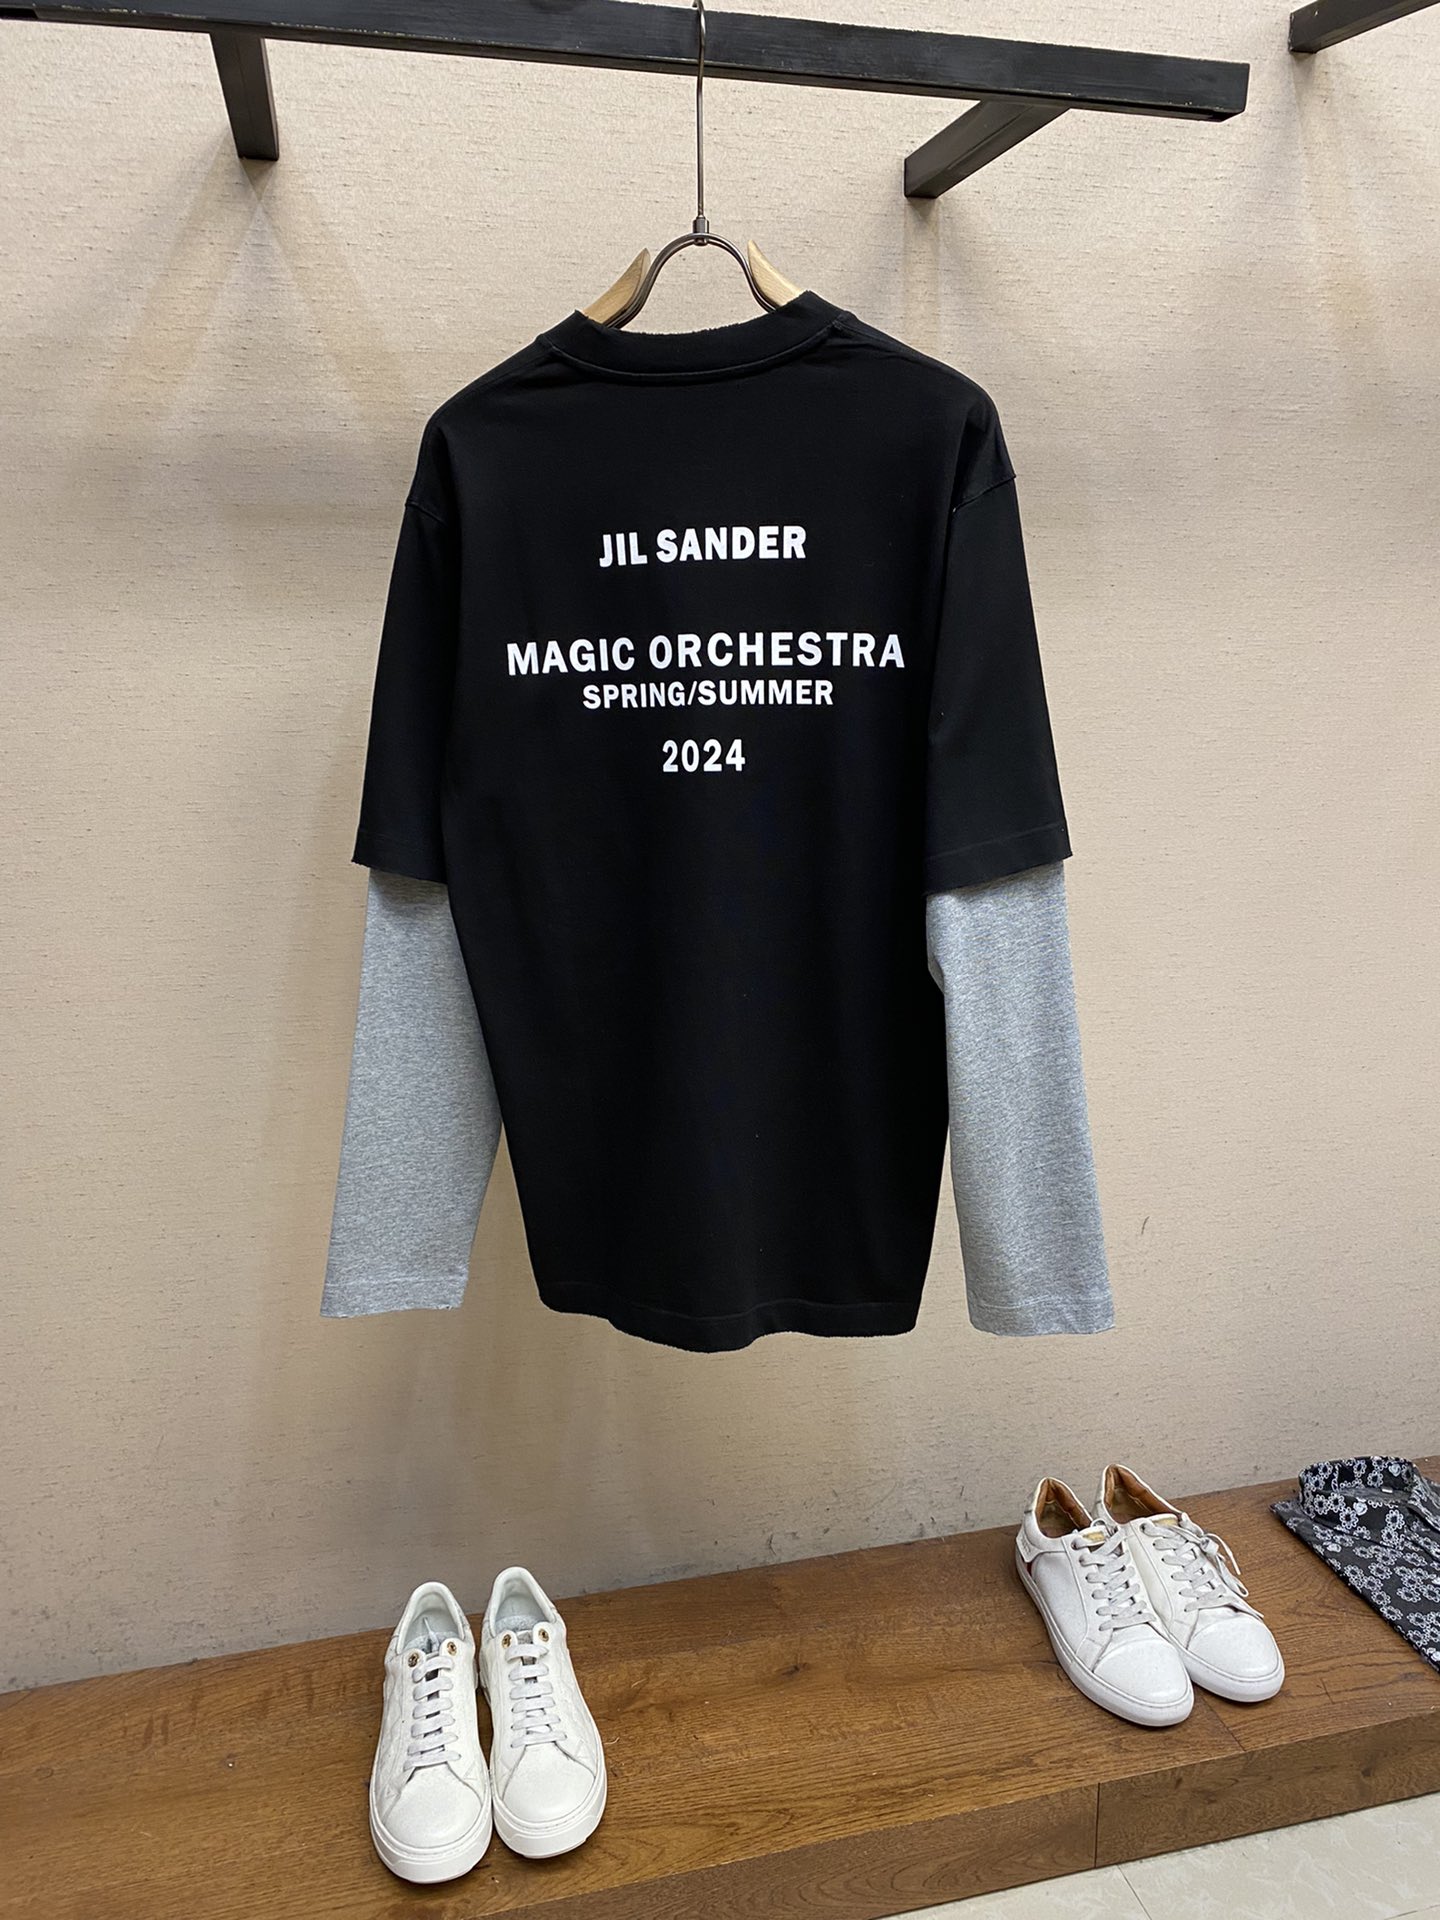 JIL SANDER
MAGIC ORCHESTRA
SPRING/SUMMER
2024